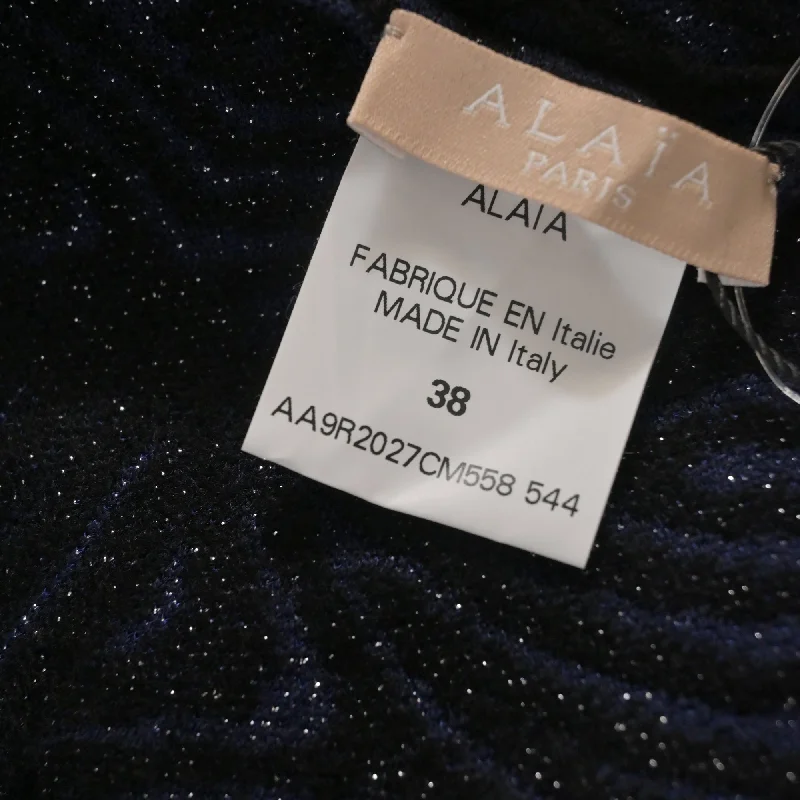 ALAÏA
PARIS
ALAIA
FABRIQUE EN Italie
MADE IN Italy
38
AA9R2027CM558 544